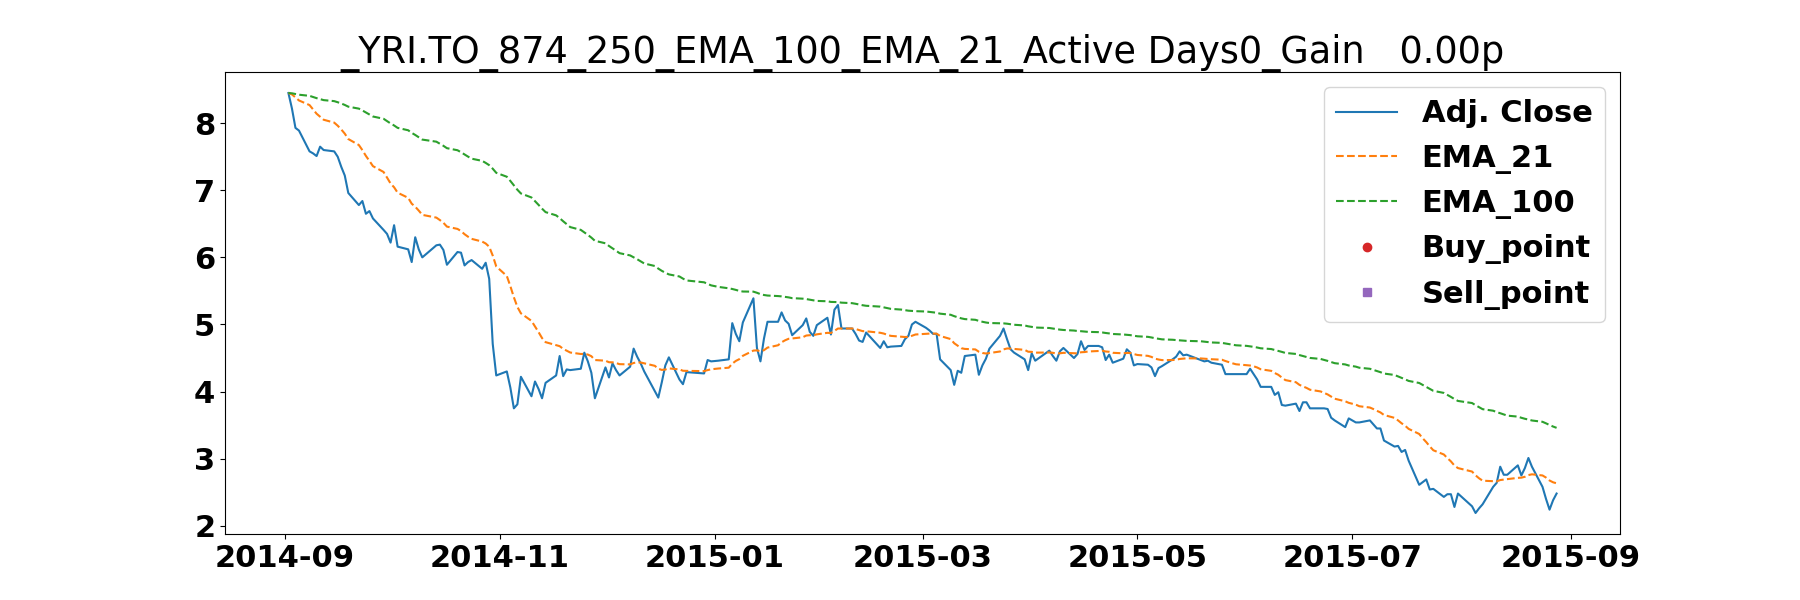 _YRI.TO_874_250_EMA_100_EMA_21_Active Days0_Gain   0.00p
Adj. Close
EMA_21
EMA_100
Buy_point
Sell_point
8
7
6
5
4
3
2
2014-09 2014-11 2015-01 2015-03 2015-05 2015-07 2015-09